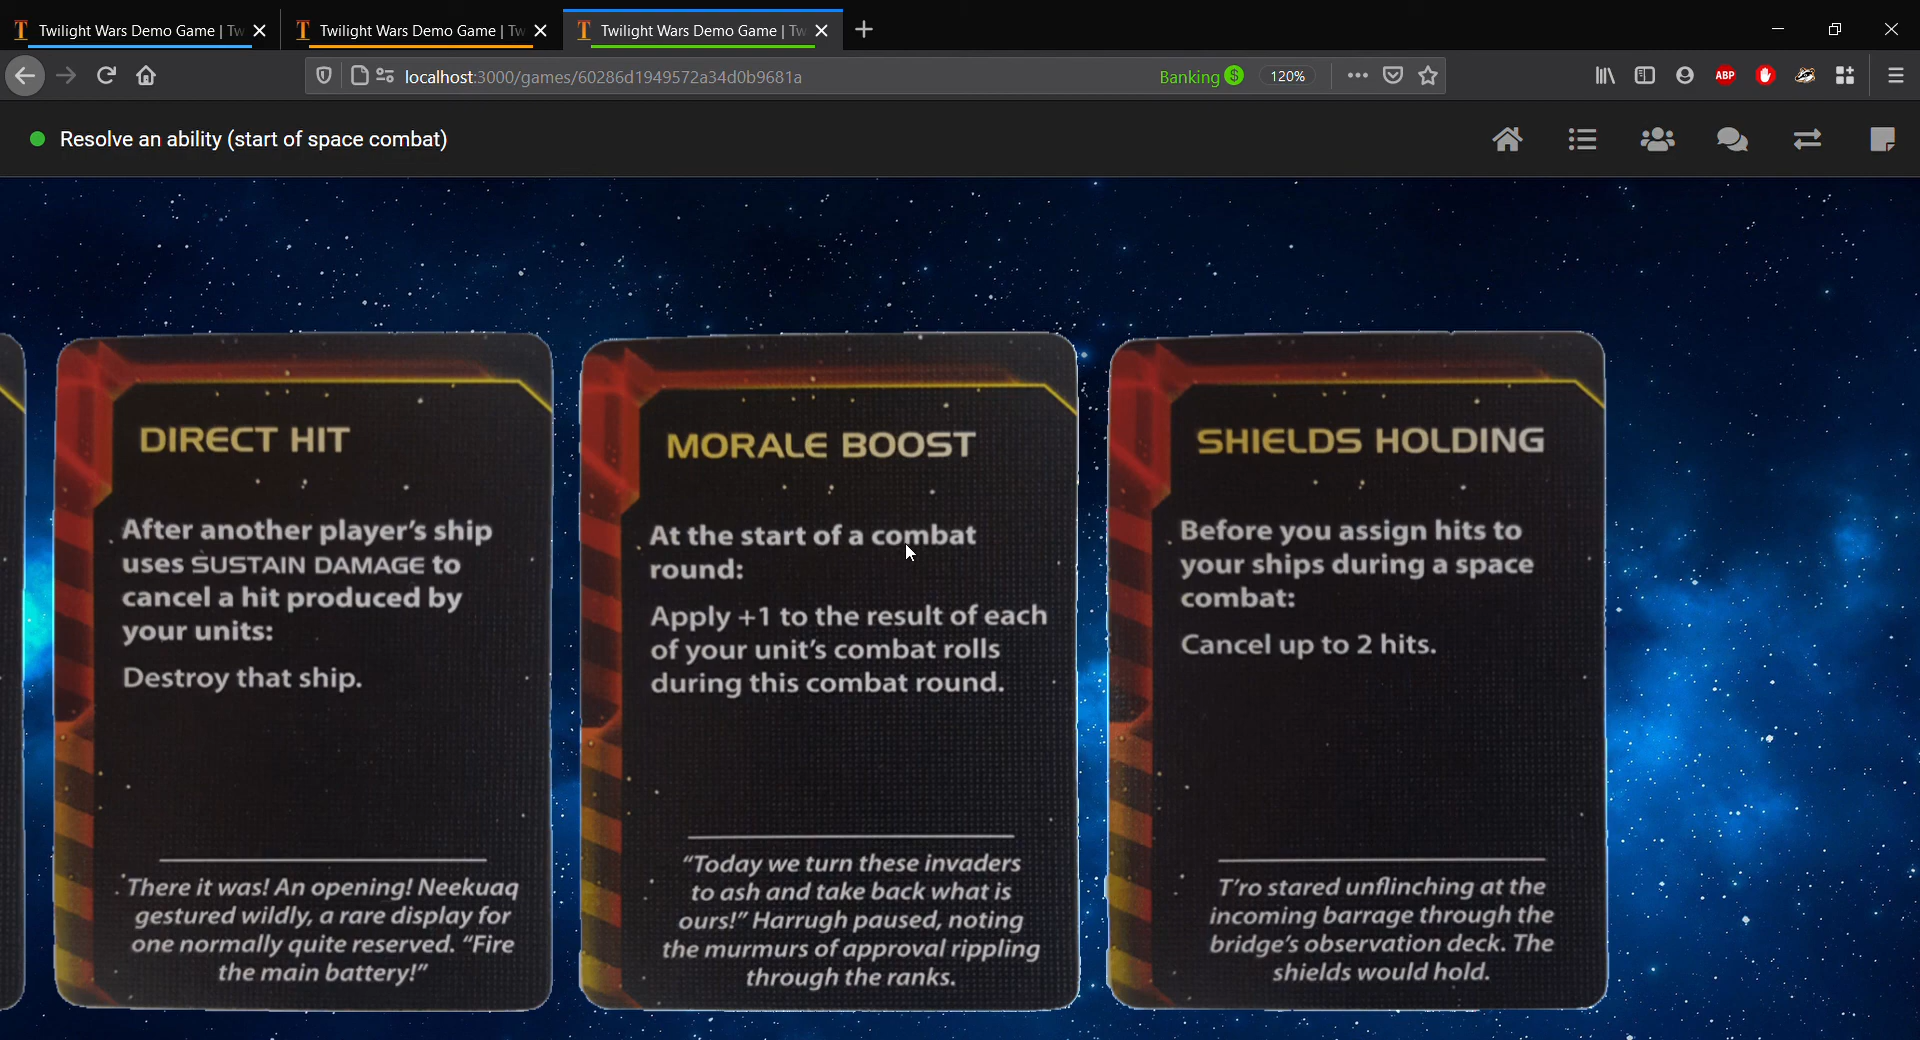 Twilight Wars Demo Game | Tw
Twilight Wars Demo Game | Tw
Twilight Wars Demo Game | Tw
localhost:3000/games/60286d1949572a34d0b9681a
Banking
120%
ABP
Resolve an ability (start of space combat)
DIRECT HIT
After another player's ship
uses SUSTAIN DAMAGE to
cancel a hit produced by
your units:
Destroy that ship.
There it was! An opening! Neekuaq
gestured wildly, a rare display for
one normally quite reserved. "Fire
the main battery!"
MORALE BOOST
At the start of a combat
round:
Apply +1 to the result of each
of your unit's combat rolls
during this combat round.
"Today we turn these invaders
to ash and take back what is
ours!" Harrugh paused, noting
the murmurs of approval rippling
through the ranks.
SHIELDS HOLDING
Before you assign hits to
your ships during a space
combat:
Cancel up to 2 hits.
T'ro stared unflinching at the
incoming barrage through the
bridge's observation deck. The
shields would hold.